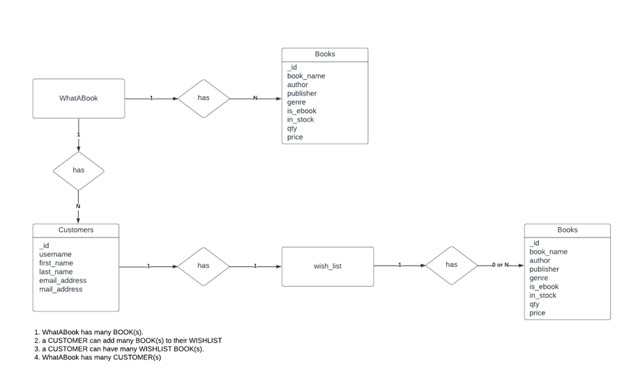 Books
_id
book_name
author
publisher
genre
is_ebook
in_stock
qty
price
WhatABook
1
has
N
1
has
N
Customers
_id
username
first_name
last_name
email_address
mail_address
1
has
1
wish_list
1
has
0 or N
Books
_id
book_name
author
publisher
genre
is_ebook
in_stock
qty
price
1. WhatABook has many BOOK(s).
2. a CUSTOMER can add many BOOK(s) to their WISHLIST
3. a CUSTOMER can have many WISHLIST BOOK(s).
4. WhatABook has many CUSTOMER(s)